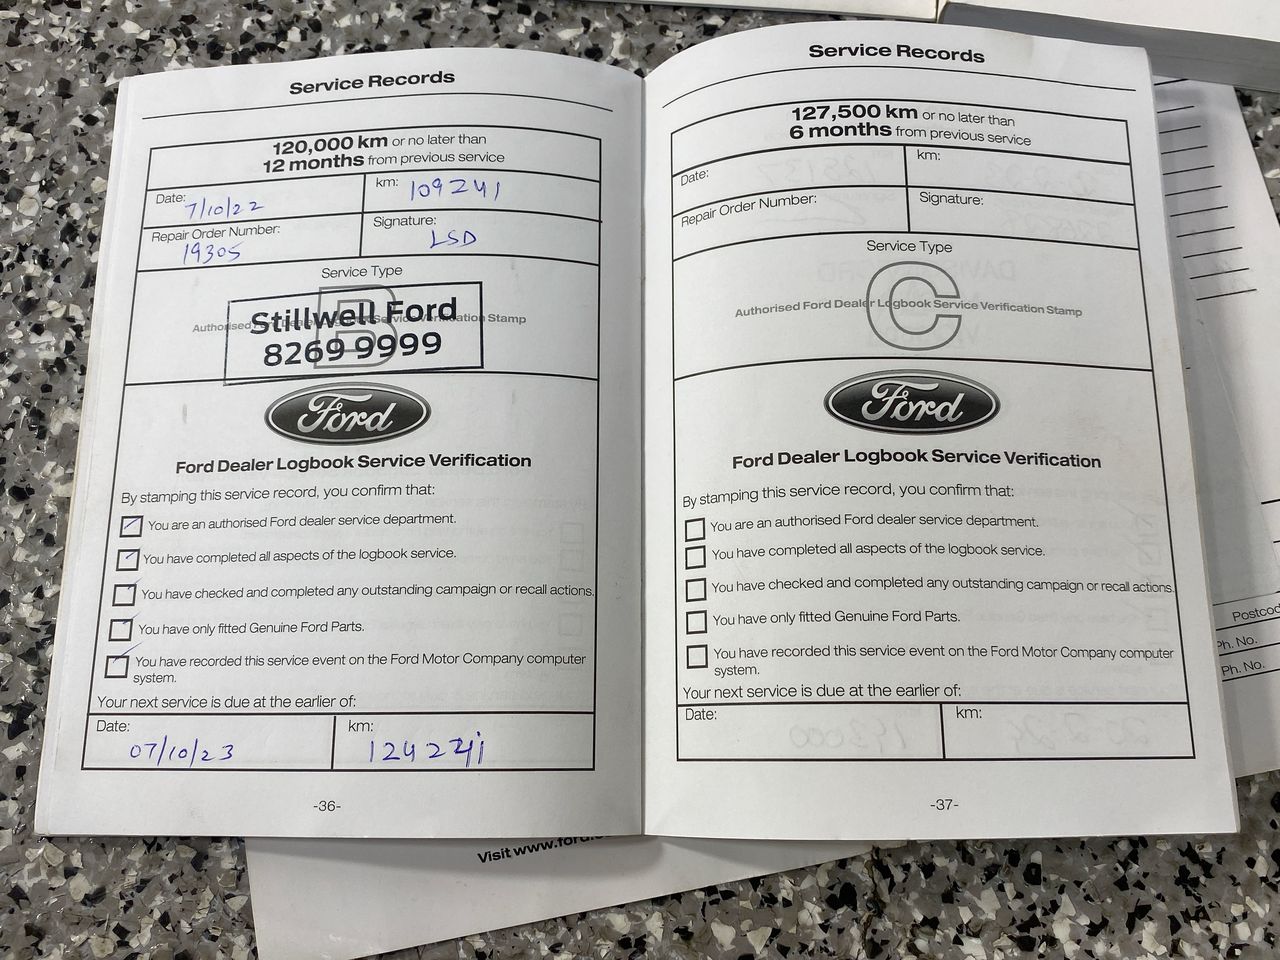 Service Records
120,000 km or no later than
12 months from previous service
Date: 7/10/22
km: 109241
Repair Order Number: 19305
Signature: LSD
Service Type
B
Authorised Ford Dealer Logbook Service Verification Stamp
Stillwell Ford
8269 9999
Ford
Ford Dealer Logbook Service Verification
By stamping this service record, you confirm that:
You are an authorised Ford dealer service department.
You have completed all aspects of the logbook service.
You have checked and completed any outstanding campaign or recall actions.
You have only fitted Genuine Ford Parts.
You have recorded this service event on the Ford Motor Company computer
system.
Your next service is due at the earlier of:
Date: 07/10/23
km: 124241
-36-
Service Records
127,500 km or no later than
6 months from previous service
Date:
km:
Repair Order Number:
Signature:
Service Type
C
Authorised Ford Dealer Logbook Service Verification Stamp
Ford
Ford Dealer Logbook Service Verification
By stamping this service record, you confirm that:
You are an authorised Ford dealer service department.
You have completed all aspects of the logbook service.
You have checked and completed any outstanding campaign or recall actions.
You have only fitted Genuine Ford Parts.
You have recorded this service event on the Ford Motor Company computer
system.
Your next service is due at the earlier of:
Date:
km:
-37-
Visit www.ford.
Postcod
Ph. No.
Ph. No.